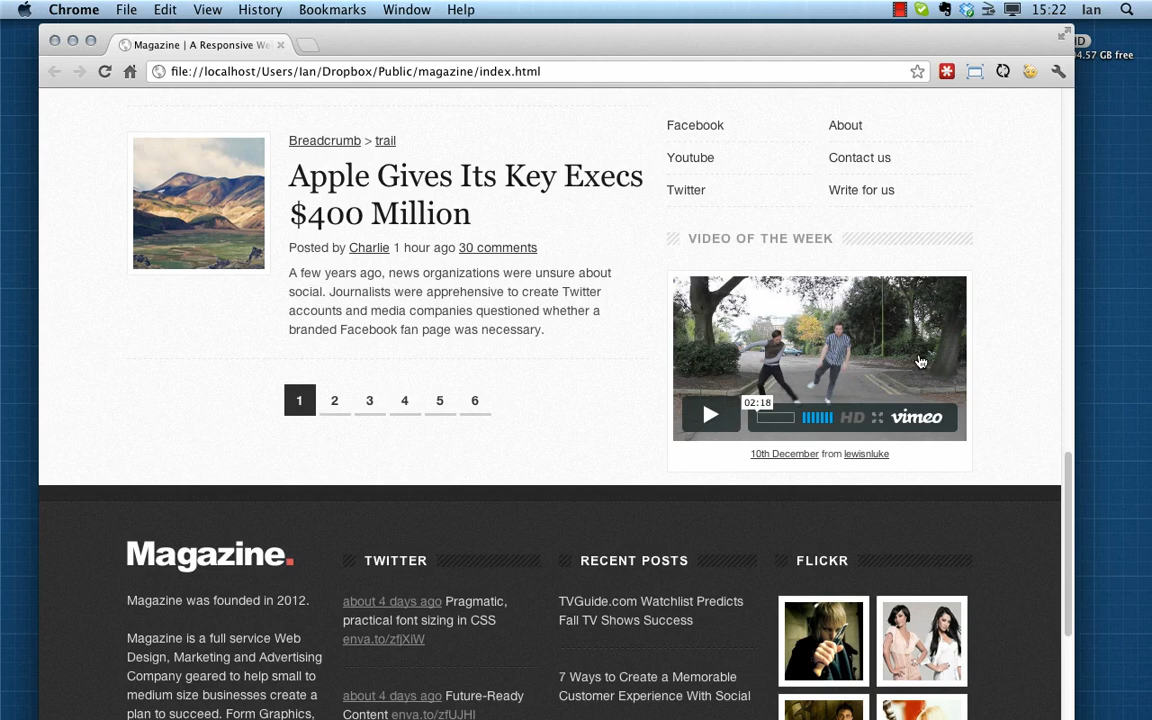 Chrome File Edit View History Bookmarks Window Help 15:22 Ian
Magazine | A Responsive We
file://localhost/Users/Ian/Dropbox/Public/magazine/index.html
GB free
Breadcrumb > trail
Apple Gives Its Key Execs
$400 Million
Posted by Charlie 1 hour ago 30 comments
A few years ago, news organizations were unsure about
social. Journalists were apprehensive to create Twitter
accounts and media companies questioned whether a
branded Facebook fan page was necessary.
1 2 3 4 5 6
Facebook About
Youtube Contact us
Twitter Write for us
VIDEO OF THE WEEK
02:18
HD vimeo
10th December from lewisnluke
Magazine.
Magazine was founded in 2012.
Magazine is a full service Web
Design, Marketing and Advertising
Company geared to help small to
medium size businesses create a
plan to succeed. Form Graphics,
TWITTER
about 4 days ago Pragmatic,
practical font sizing in CSS
enva.to/zfjXiW
about 4 days ago Future-Ready
Content enva.to/zfUJHI
RECENT POSTS
TVGuide.com Watchlist Predicts
Fall TV Shows Success
7 Ways to Create a Memorable
Customer Experience With Social
FLICKR